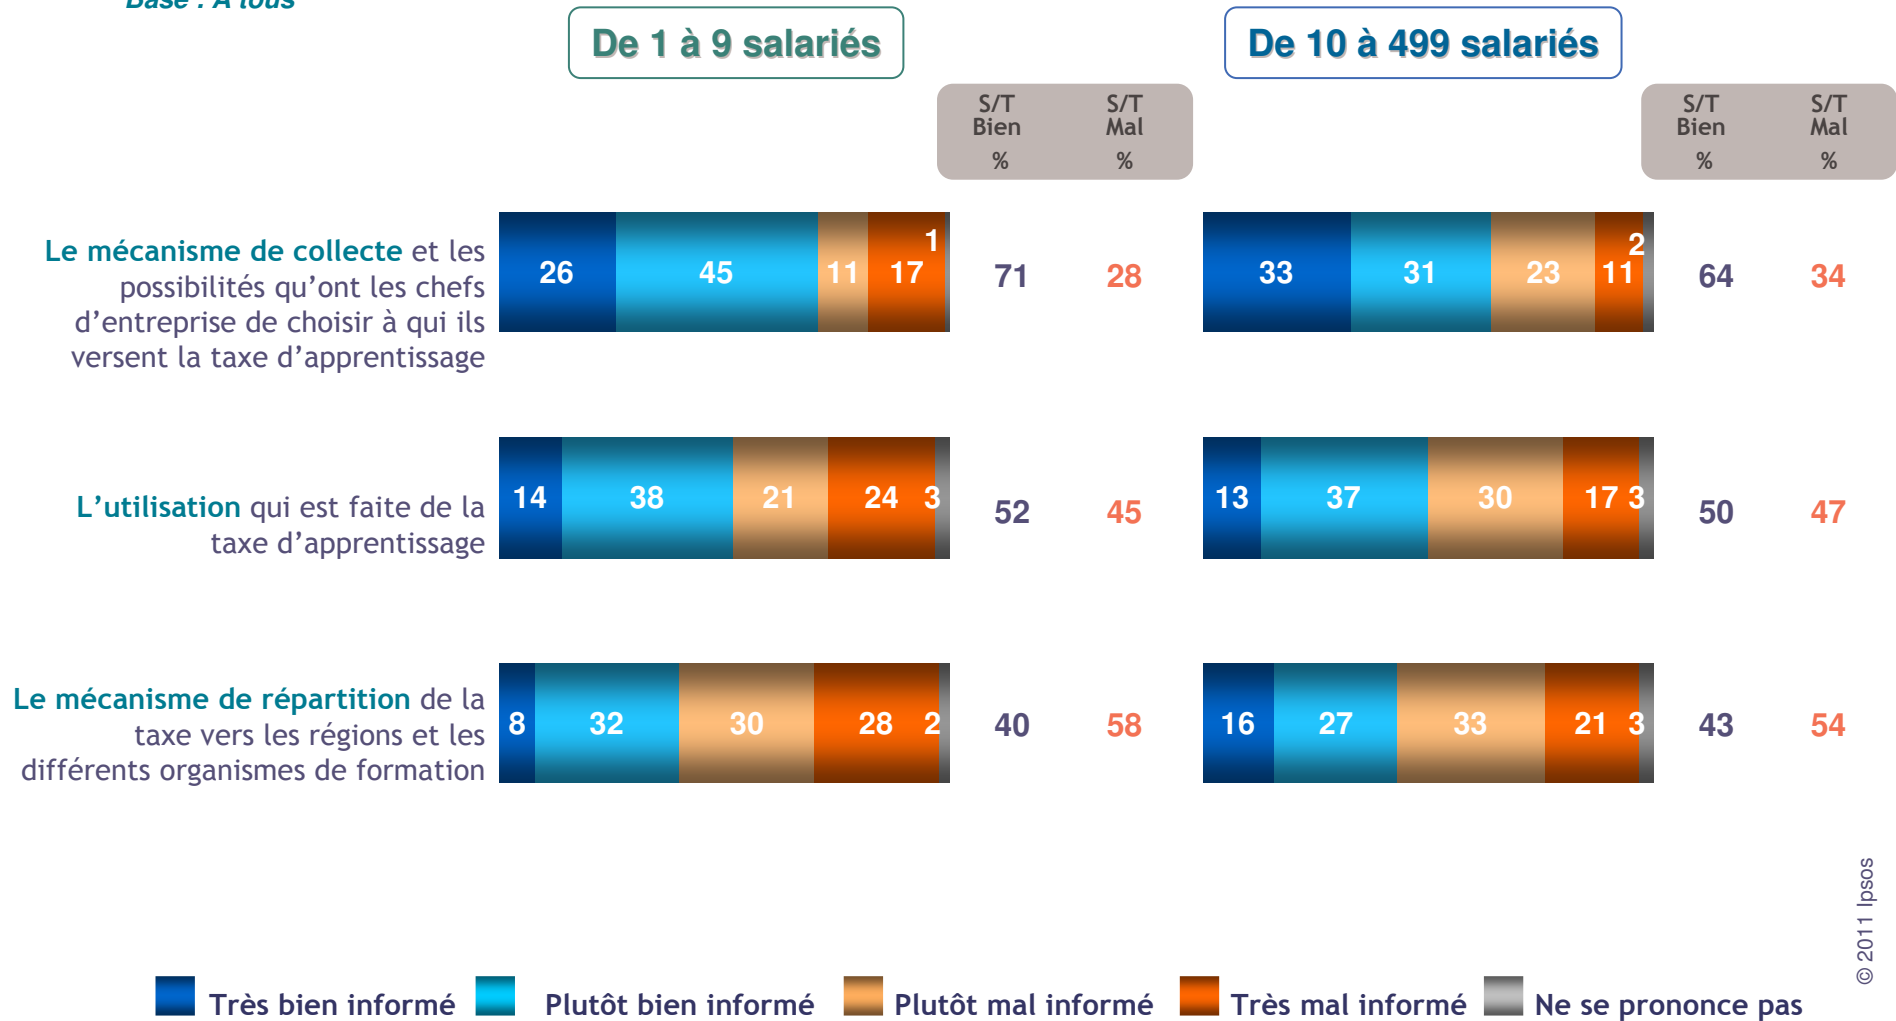 Base : A tous
De 1 à 9 salariés
De 10 à 499 salariés
S/T Bien %
S/T Mal %
S/T Bien %
S/T Mal %
Le mécanisme de collecte et les
possibilités qu’ont les chefs
d’entreprise de choisir à qui ils
versent la taxe d’apprentissage
26 45 11 17 1 71 28
33 31 23 11 2 64 34
L’utilisation qui est faite de la
taxe d’apprentissage
14 38 21 24 3 52 45
13 37 30 17 3 50 47
Le mécanisme de répartition de la
taxe vers les régions et les
différents organismes de formation
8 32 30 28 2 40 58
16 27 33 21 3 43 54
© 2011 Ipsos
Très bien informé Plutôt bien informé Plutôt mal informé Très mal informé Ne se prononce pas